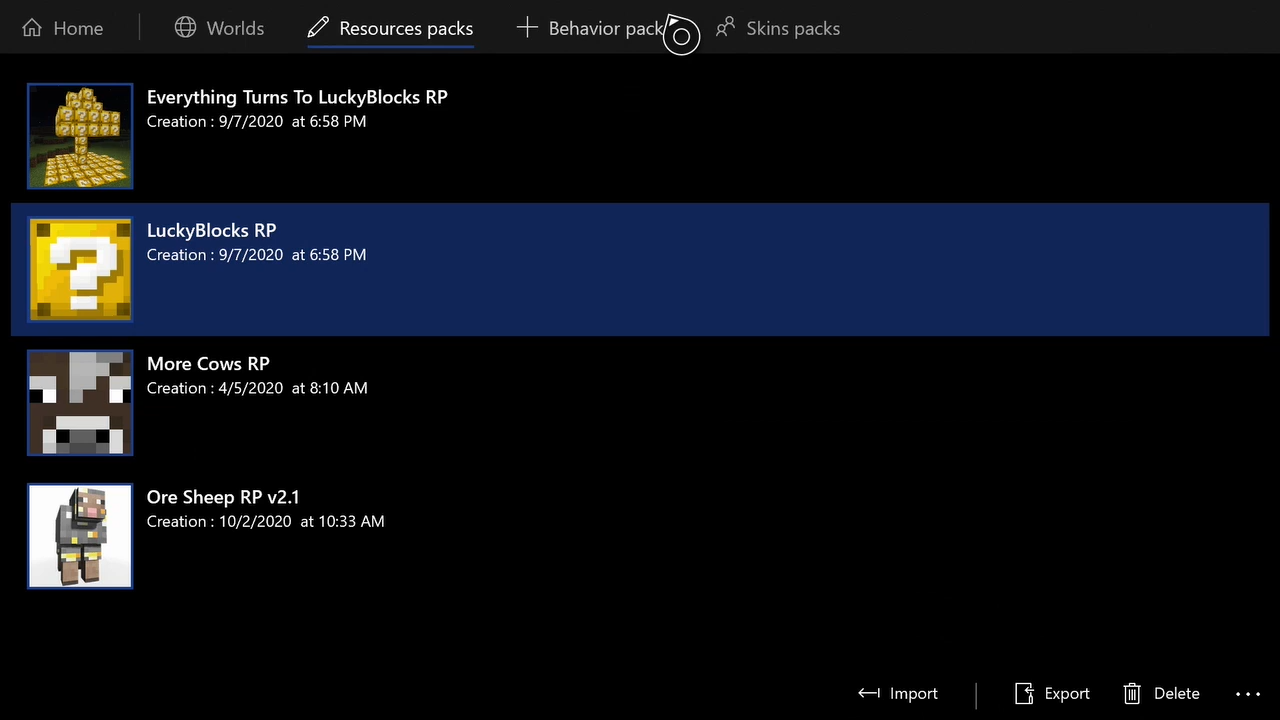 Home
Worlds
Resources packs
Behavior pack
Skins packs
Everything Turns To LuckyBlocks RP
Creation : 9/7/2020 at 6:58 PM
LuckyBlocks RP
Creation : 9/7/2020 at 6:58 PM
More Cows RP
Creation : 4/5/2020 at 8:10 AM
Ore Sheep RP v2.1
Creation : 10/2/2020 at 10:33 AM
Import
Export
Delete